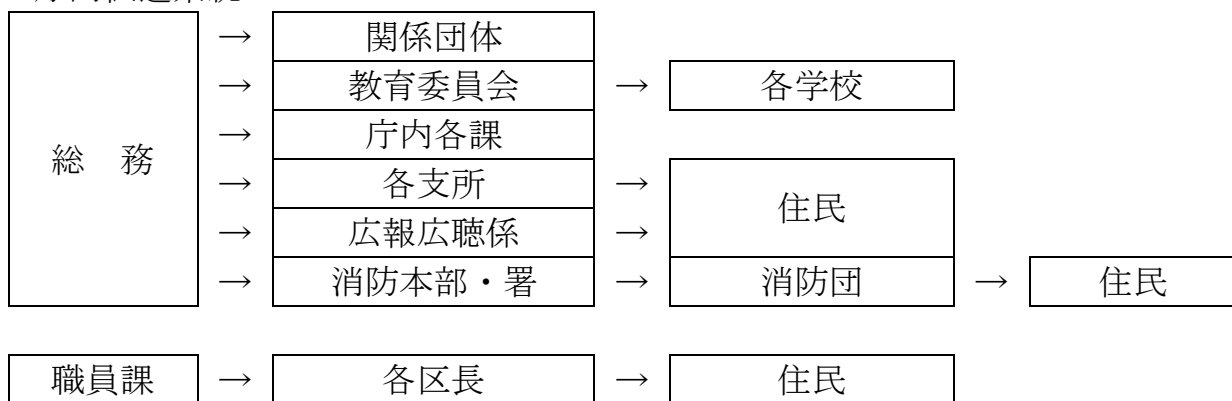 → 関係団体
→ 教育委員会 → 各学校
→ 庁内各課
総　務
→ 各支所 →
住民
→ 広報広聴係 →
→ 消防本部・署 → 消防団 → 住民
職員課 → 各区長 → 住民